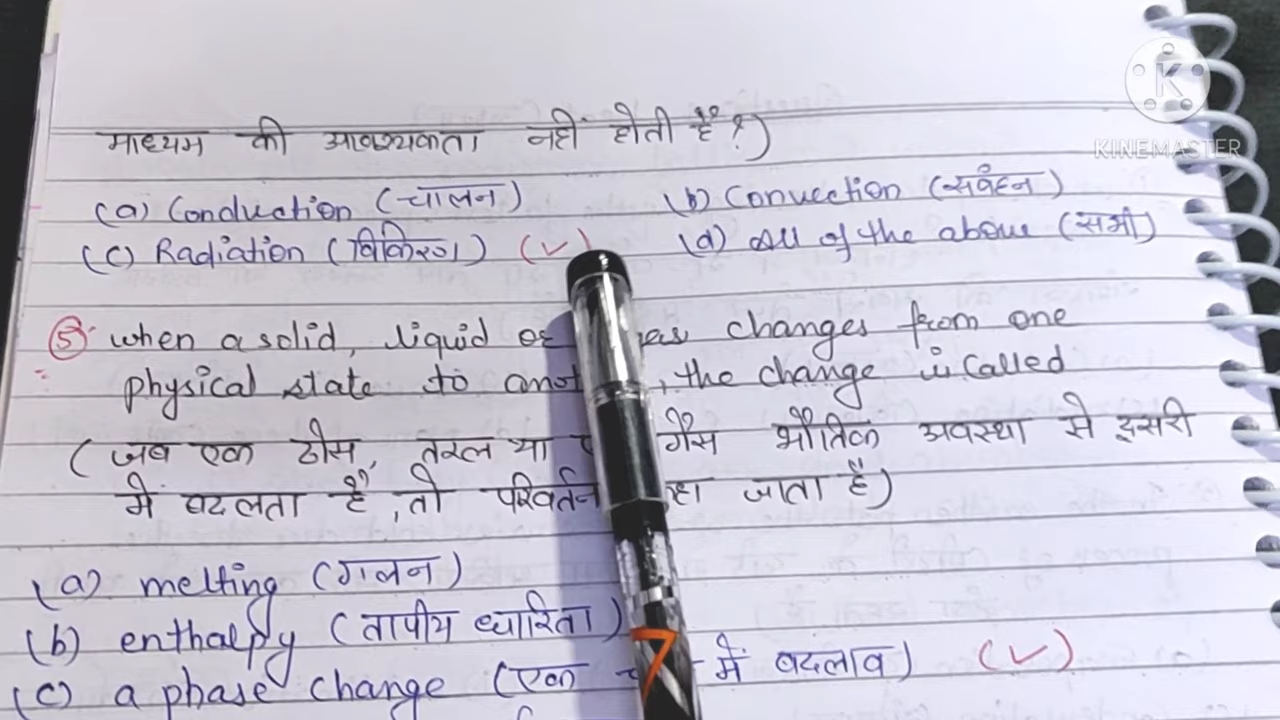 माध्यम की आवश्यकता नहीं होती है?)
(a) Conduction (चालन) (b) Convection (संवहन)
(c) Radiation (विकिरण) (✓) (d) All of the above (सभी)
⑤ when a solid, liquid or changes from one
physical state to , the change is called
(जब एक ठोस, तरल या गैस भौतिक अवस्था से दूसरी
में बदलता है, तो परिवर्तन जाता है)
(a) melting (गलन)
(b) enthalpy (तापीय ध्यारिता)
(c) a phase change (एक में बदलाव) (✓)
K
KINEMASTER
7